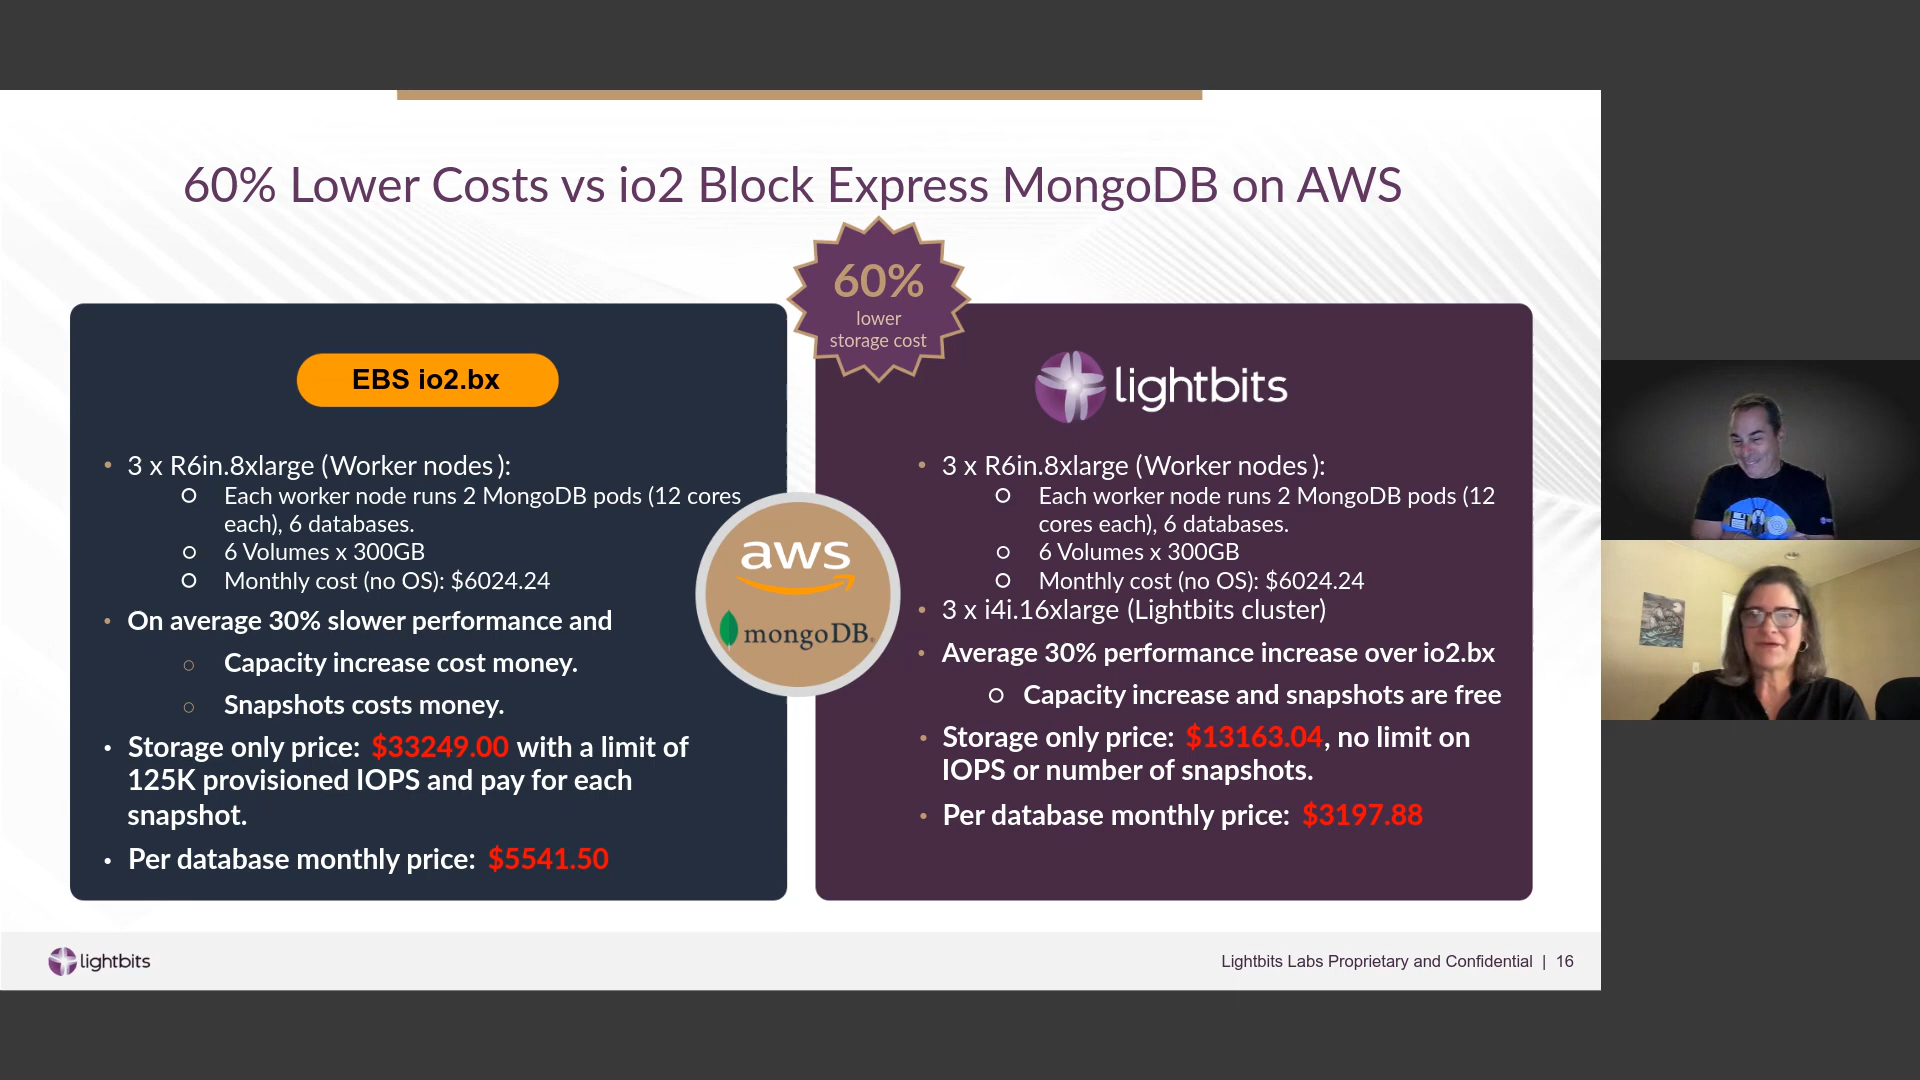 60% Lower Costs vs io2 Block Express MongoDB on AWS
60%
lower
storage cost
EBS io2.bx
• 3 x R6in.8xlarge (Worker nodes):
○ Each worker node runs 2 MongoDB pods (12 cores
each), 6 databases.
○ 6 Volumes x 300GB
○ Monthly cost (no OS): $6024.24
• On average 30% slower performance and
○ Capacity increase cost money.
○ Snapshots costs money.
• Storage only price: $33249.00 with a limit of
125K provisioned IOPS and pay for each
snapshot.
• Per database monthly price: $5541.50
aws
mongoDB®
lightbits
• 3 x R6in.8xlarge (Worker nodes):
○ Each worker node runs 2 MongoDB pods (12
cores each), 6 databases.
○ 6 Volumes x 300GB
○ Monthly cost (no OS): $6024.24
• 3 x i4i.16xlarge (Lightbits cluster)
• Average 30% performance increase over io2.bx
○ Capacity increase and snapshots are free
• Storage only price: $13163.04, no limit on
IOPS or number of snapshots.
• Per database monthly price: $3197.88
lightbits
Lightbits Labs Proprietary and Confidential | 16